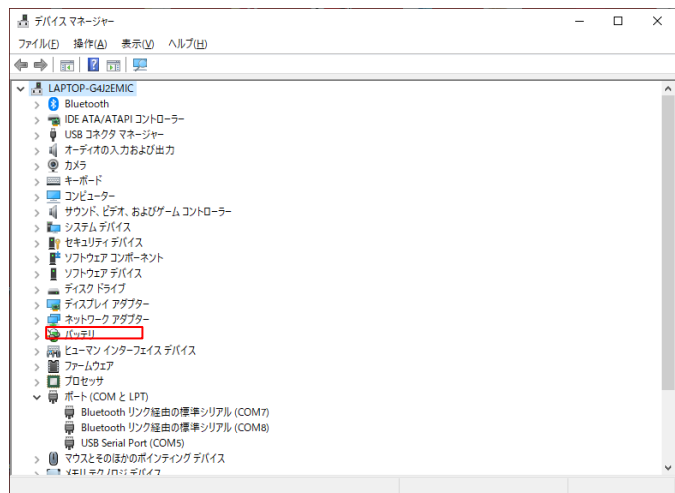 デバイス マネージャー
ファイル(F) 操作(A) 表示(V) ヘルプ(H)
LAPTOP-G4J2EMIC
Bluetooth
IDE ATA/ATAPI コントローラー
USB コネクタ マネージャー
オーディオの入力および出力
カメラ
キーボード
コンピューター
サウンド、ビデオ、およびゲーム コントローラー
システム デバイス
セキュリティ デバイス
ソフトウェア コンポーネント
ソフトウェア デバイス
ディスク ドライブ
ディスプレイ アダプター
ネットワーク アダプター
バッテリ
ヒューマン インターフェイス デバイス
ファームウェア
プロセッサ
ポート (COM と LPT)
Bluetooth リンク経由の標準シリアル (COM7)
Bluetooth リンク経由の標準シリアル (COM8)
USB Serial Port (COM5)
マウスとそのほかのポインティング デバイス
メモリ テクノロジ デバイス